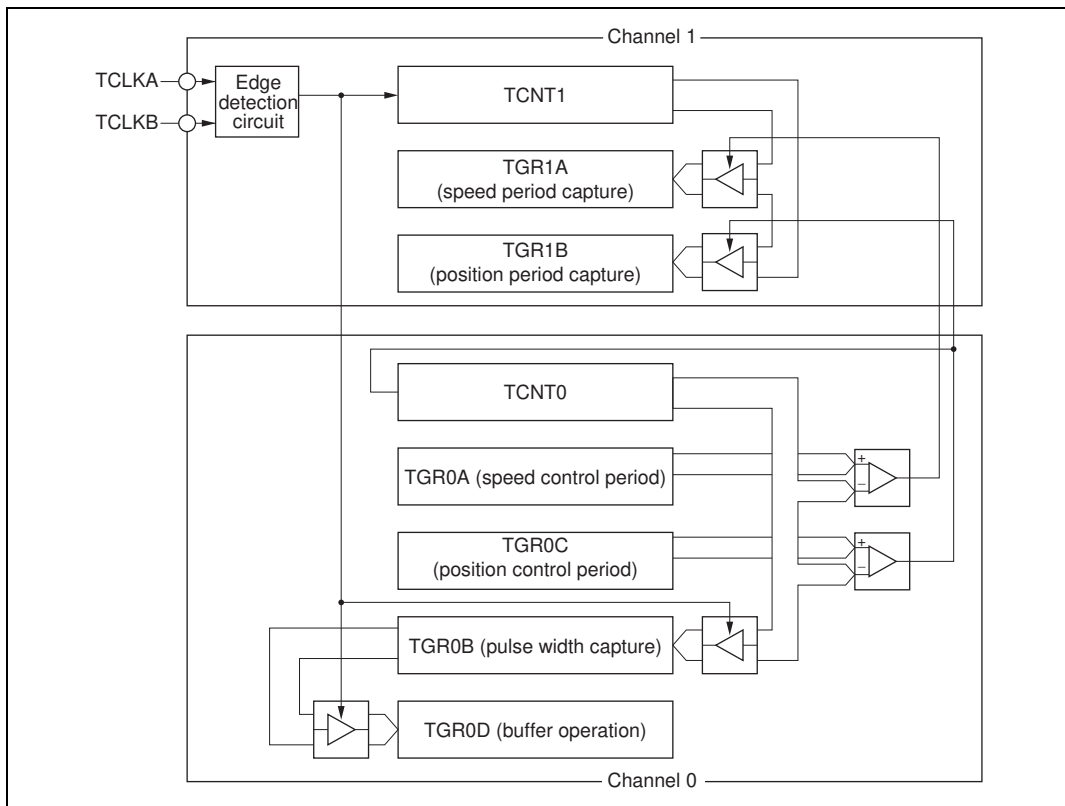 Channel 1
TCLKA
TCLKB
Edge
detection
circuit
TCNT1
TGR1A
(speed period capture)
TGR1B
(position period capture)
TCNT0
TGR0A (speed control period)
+
−
TGR0C
(position control period)
+
−
TGR0B (pulse width capture)
TGR0D (buffer operation)
Channel 0